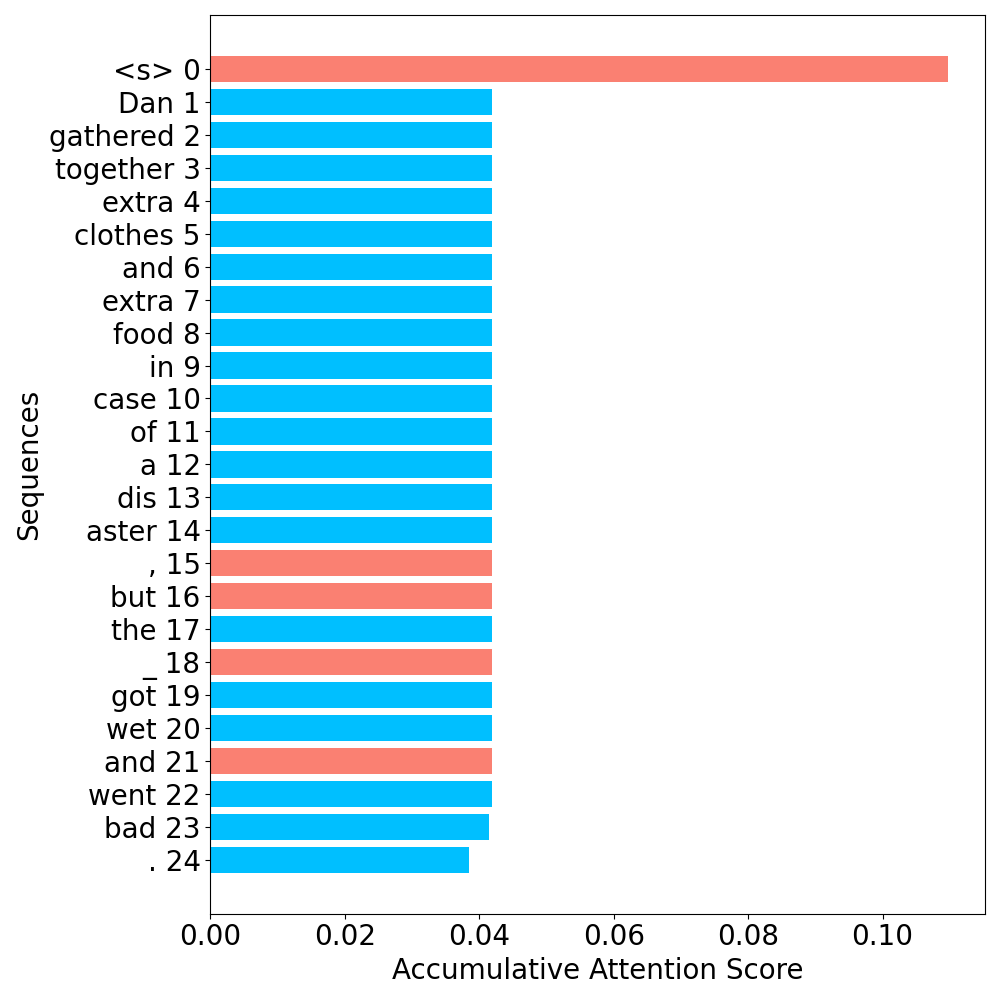 <s> 0
Dan 1
gathered 2
together 3
extra 4
clothes 5
and 6
extra 7
food 8
in 9
case 10
of 11
a 12
dis 13
aster 14
, 15
but 16
the 17
_ 18
got 19
wet 20
and 21
went 22
bad 23
. 24
Sequences
0.00 0.02 0.04 0.06 0.08 0.10
Accumulative Attention Score